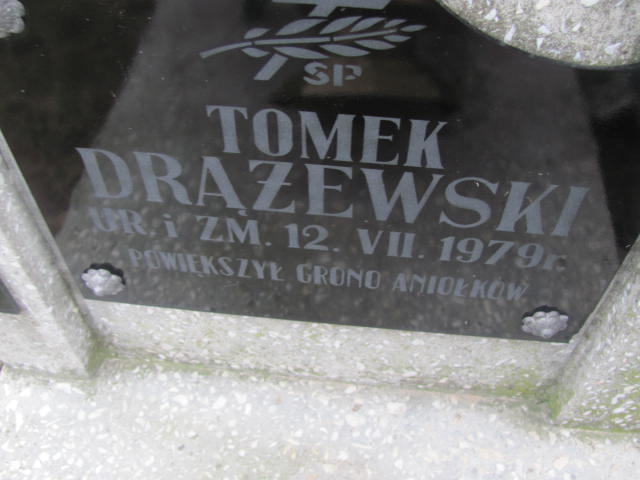 SP
TOMEK
DRĄŻEWSKI
UR. i ZM. 12. VII. 1979r.
POWIĘKSZYŁ GRONO ANIOŁKÓW